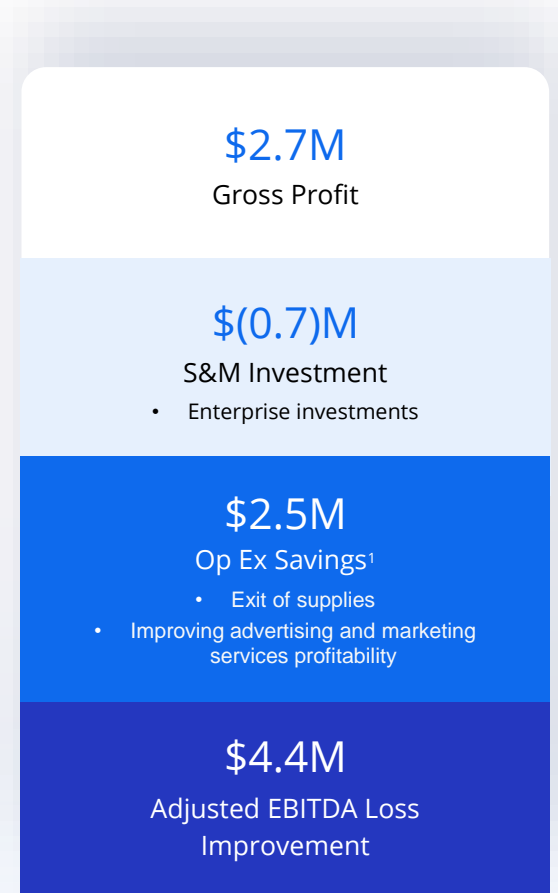 $2.7M
Gross Profit
$(0.7)M
S&M Investment
• Enterprise investments
$2.5M
Op Ex Savings¹
• Exit of supplies
• Improving advertising and marketing
services profitability
$4.4M
Adjusted EBITDA Loss
Improvement